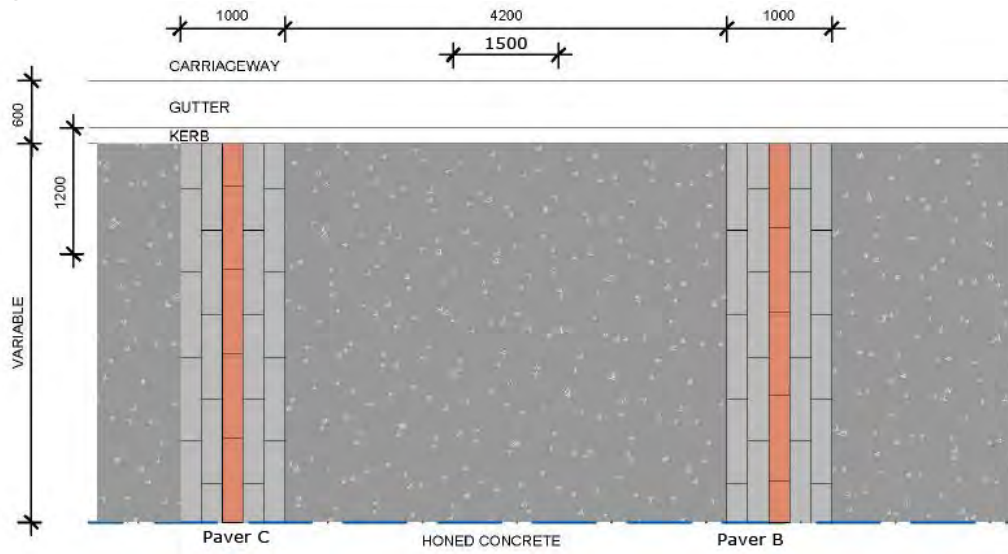 1000
4200
1000
1500
CARRIAGEWAY
600
GUTTER
KERB
1200
VARIABLE
Paver C
HONED CONCRETE
Paver B